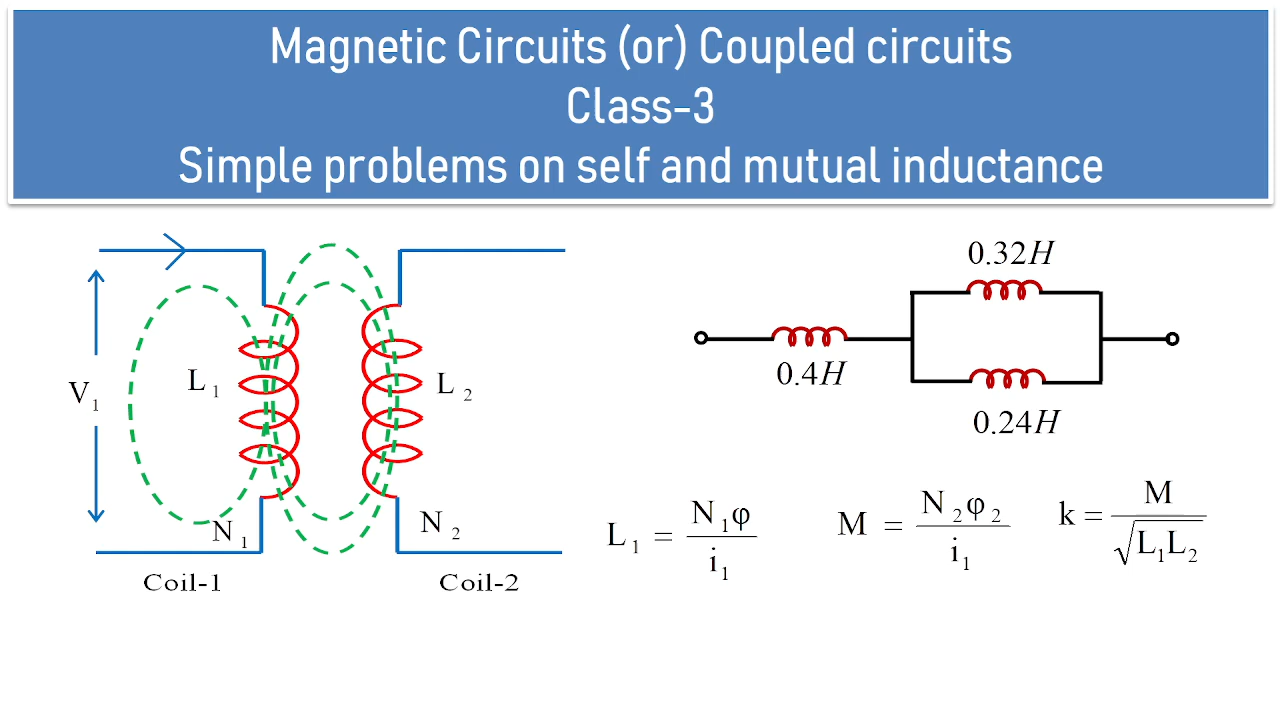 Magnetic Circuits (or) Coupled circuits
Class-3
Simple problems on self and mutual inductance
V₁
L₁
L₂
N₁
N₂
Coil-1
Coil-2
0.32H
0.4H
0.24H
L₁ = N₁φ / i₁
M = N₂φ₂ / i₁
k = M / √L₁L₂